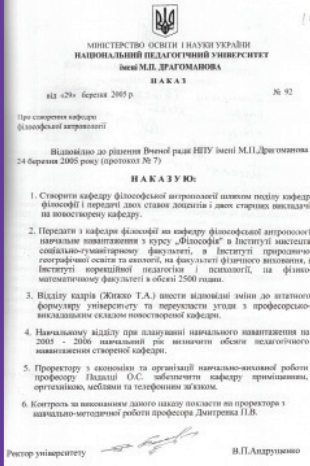 МІНІСТЕРСТВО ОСВІТИ І НАУКИ УКРАЇНИ
НАЦІОНАЛЬНИЙ ПЕДАГОГІЧНИЙ УНІВЕРСИТЕТ
імені М.П. ДРАГОМАНОВА
НАКАЗ
від «29» березня 2005 р.
№ 92
Про створення кафедри
філософської антропології
Відповідно до рішення Вченої ради НПУ імені М.П.Драгоманова
24 березня 2005 року (протокол № 7)
НАКАЗУЮ:
1. Створити кафедру філософської антропології шляхом поділу кафедр
філософії і передачі двох ставок доцентів і двох старших викладачі
на новостворену кафедру.
2. Передати з кафедри філософії на кафедру філософської антропології
навчальне навантаження з курсу „Філософія” в Інституті мистецтв
соціально-гуманітарному факультеті, в Інституті природничо
географічної освіти та екології, на факультеті фізичного виховання,
Інституті корекційної педагогіки і психології, на фізико
математичному факультеті в обсязі 2500 годин.
3. Відділу кадрів (Жижко Т.А.) внести відповідні зміни до штатного
формуляру університету та переукласти угоди з професорсько-
викладацьким складом новоствореної кафедри.
4. Навчальному відділу при плануванні навчального навантаження на
2005 - 2006 навчальний рік визначити обсяги педагогічного
навантаження створеної кафедри.
5. Проректору з економіки та організації навчально-виховної роботи
професору Падалці О.С. забезпечити кафедру приміщенням,
оргтехнікою, меблями та телефонним зв'язком.
6. Контроль за виконанням даного наказу покласти на проректора з
навчально-методичної роботи професора Дмитренка П.В.
Ректор університету
В.П.Андрущенко